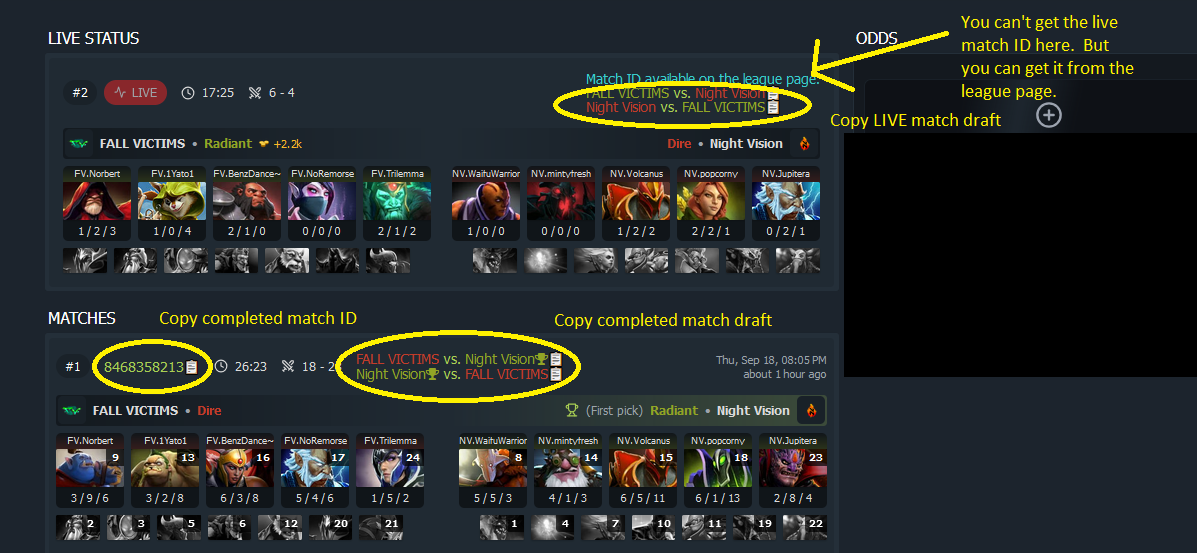 LIVE STATUS
ODDS
You can't get the live
match ID here. But
you can get it from the
league page.
Match ID available on the league page.
#2 LIVE 17:25 6 - 4
FALL VICTIMS vs. Night Vision
Night Vision vs. FALL VICTIMS
Copy LIVE match draft
FALL VICTIMS • Radiant +2.2k
Dire • Night Vision
FV.Norbert FV.1Yato1 FV.BenzDance~ FV.NoRemorse FV.Trilemma NV.WaifuWarrior NV.mintyfresh NV.Volcanus NV.popcorny NV.Jupitera
1 / 2 / 3 1 / 0 / 4 2 / 1 / 0 0 / 0 / 0 2 / 1 / 2 1 / 0 / 0 0 / 0 / 0 1 / 2 / 2 2 / 2 / 1 0 / 2 / 1
MATCHES
Copy completed match ID
Copy completed match draft
#1 8468358213 26:23 18 - 2
FALL VICTIMS vs. Night Vision
Night Vision vs. FALL VICTIMS
Thu, Sep 18, 08:05 PM
about 1 hour ago
FALL VICTIMS • Dire
(First pick) Radiant • Night Vision
FV.Norbert FV.1Yato1 FV.BenzDance~ FV.NoRemorse FV.Trilemma NV.WaifuWarrior NV.mintyfresh NV.Volcanus NV.popcorny NV.Jupitera
9 13 16 17 24 8 14 15 18 23
3 / 9 / 6 3 / 2 / 8 6 / 3 / 8 5 / 4 / 6 1 / 5 / 2 5 / 5 / 3 4 / 1 / 3 6 / 5 / 11 6 / 1 / 13 2 / 8 / 4
2 3 5 6 12 20 21 1 4 7 10 11 19 22